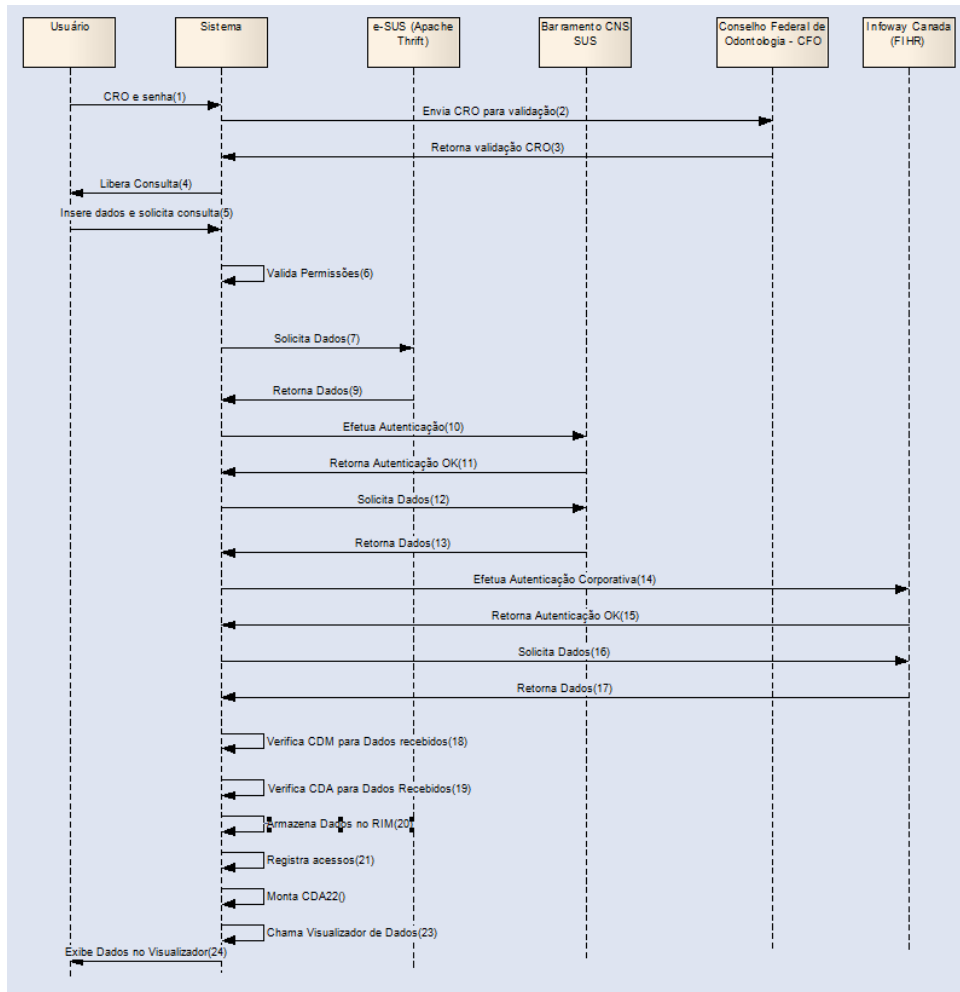 Usuário
Sistema
e-SUS (Apache
Thrift)
Barramento CNS
SUS
Conselho Federal de
Odontologia - CFO
Infoway Canada
(FIHR)
CRO e senha(1)
Envia CRO para validação(2)
Retorna validação CRO(3)
Libera Consulta(4)
Insere dados e solicita consulta(5)
Valida Permissões(6)
Solicita Dados(7)
Retorna Dados(9)
Efetua Autenticação(10)
Retorna Autenticação OK(11)
Solicita Dados(12)
Retorna Dados(13)
Efetua Autenticação Corporativa(14)
Retorna Autenticação OK(15)
Solicita Dados(16)
Retorna Dados(17)
Verifica CDM para Dados recebidos(18)
Verifica CDA para Dados Recebidos(19)
Armazena Dados no RIM(20)
Registra acessos(21)
Monta CDA22()
Chama Visualizador de Dados(23)
Exibe Dados no Visualizador(24)